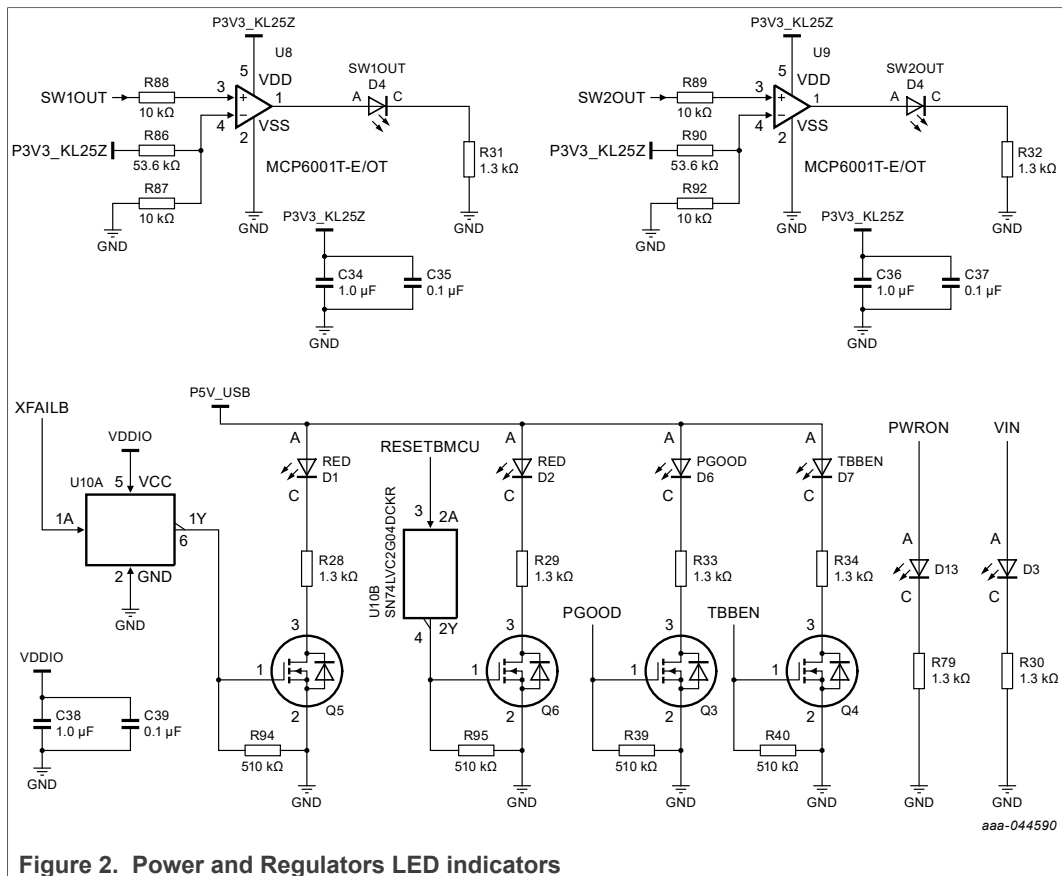 P3V3_KL25Z
U8
5
VDD
SW1OUT
R88
10 kΩ
3
+
1
SW1OUT
D4
A
C
4
−
VSS
2
R86
P3V3_KL25Z
53.6 kΩ
MCP6001T-E/OT
R31
1.3 kΩ
R87
10 kΩ
GND
GND
GND
P3V3_KL25Z
C34
1.0 µF
C35
0.1 µF
GND
P3V3_KL25Z
U9
5
VDD
SW2OUT
R89
10 kΩ
3
+
1
SW2OUT
D4
A
C
4
−
VSS
2
R90
P3V3_KL25Z
53.6 kΩ
MCP6001T-E/OT
R32
1.3 kΩ
R92
10 kΩ
GND
GND
GND
P3V3_KL25Z
C36
1.0 µF
C37
0.1 µF
GND
XFAILB
VDDIO
U10A
5 VCC
1A
1Y
6
2 GND
GND
VDDIO
C38
1.0 µF
C39
0.1 µF
GND
P5V_USB
A
RED
D1
C
R28
1.3 kΩ
3
1
2
Q5
R94
510 kΩ
GND
RESETBMCU
3
2A
U10B
SN74LVC2G04DCKR
4
2Y
A
RED
D2
C
R29
1.3 kΩ
3
1
2
Q6
R95
510 kΩ
GND
A
PGOOD
D6
C
R33
1.3 kΩ
PGOOD
3
1
2
Q3
R39
510 kΩ
GND
A
TBBEN
D7
C
R34
1.3 kΩ
TBBEN
3
1
2
Q4
R40
510 kΩ
GND
PWRON
A
D13
C
R79
1.3 kΩ
GND
VIN
A
D3
C
R30
1.3 kΩ
GND
aaa-044590
Figure 2. Power and Regulators LED indicators